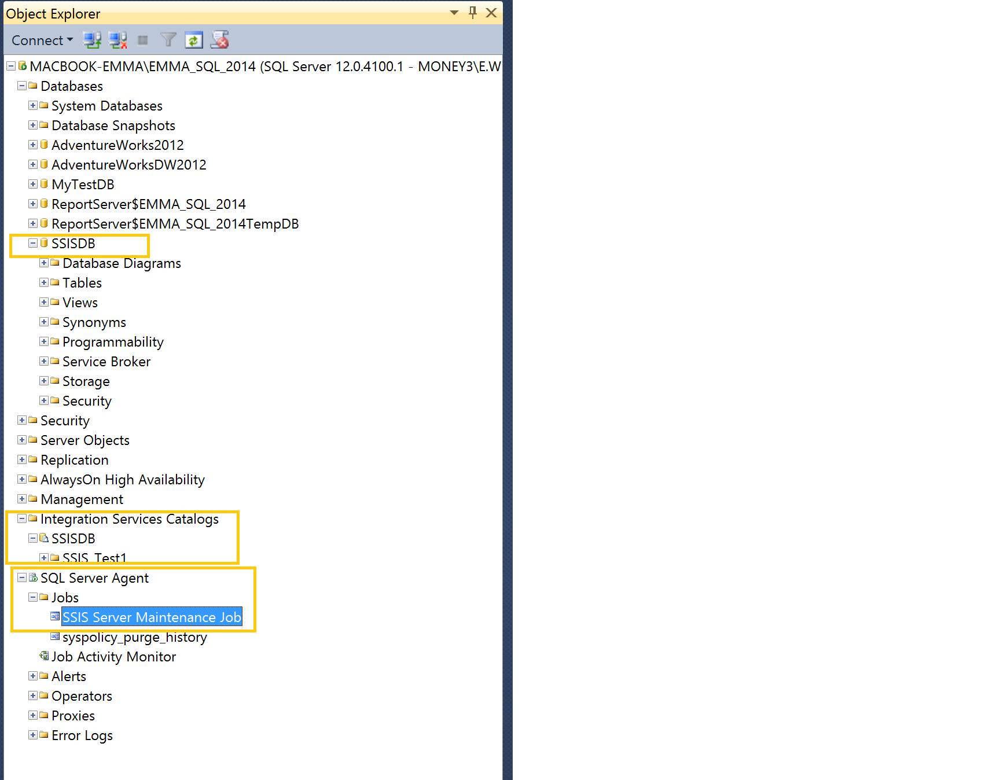 Object Explorer
Connect
MACBOOK-EMMA\EMMA_SQL_2014 (SQL Server 12.0.4100.1 - MONEY3\E.W
Databases
System Databases
Database Snapshots
AdventureWorks2012
AdventureWorksDW2012
MyTestDB
ReportServer$EMMA_SQL_2014
ReportServer$EMMA_SQL_2014TempDB
SSISDB
Database Diagrams
Tables
Views
Synonyms
Programmability
Service Broker
Storage
Security
Security
Server Objects
Replication
AlwaysOn High Availability
Management
Integration Services Catalogs
SSISDB
SSIS_Test1
SQL Server Agent
Jobs
SSIS Server Maintenance Job
syspolicy_purge_history
Job Activity Monitor
Alerts
Operators
Proxies
Error Logs